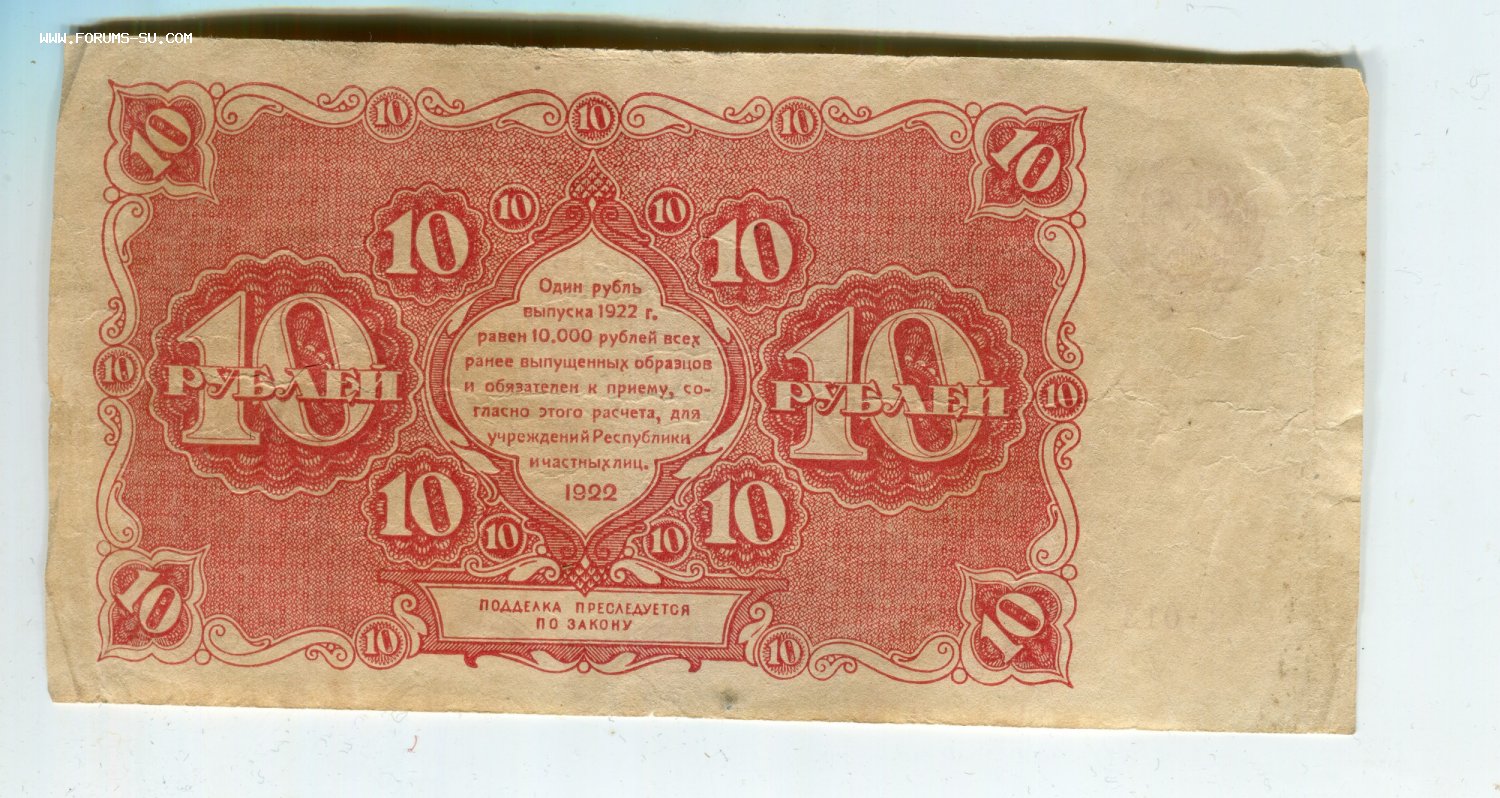 WWW.FORUMS-SU.COM
10 10 10 10 10
10 10 10 10
Один рубль
выпуска 1922 г.
равен 10.000 рублей всех
ранее выпущенных образцов
и обязателен к приему, со-
гласно этого расчета, для
учреждений Республики
и частных лиц.
1922
10 10
РУБЛЕЙ РУБЛЕЙ
10 10
10 10 10 10
ПОДДЕЛКА ПРЕСЛЕДУЕТСЯ
ПО ЗАКОНУ
10 10 10 10